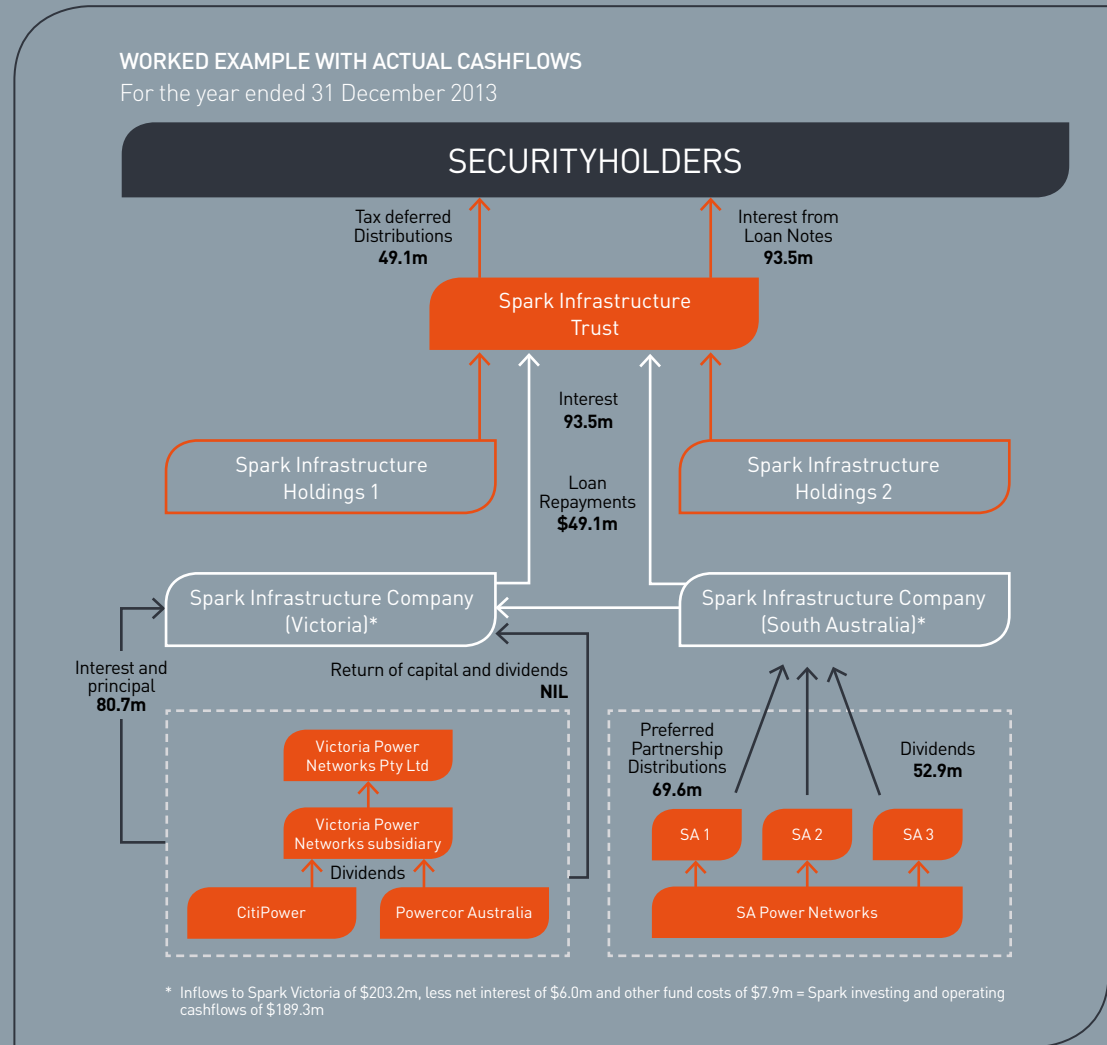 WORKED EXAMPLE WITH ACTUAL CASHFLOWS
For the year ended 31 December 2013
SECURITYHOLDERS
Tax deferred
Distributions
49.1m
Interest from
Loan Notes
93.5m
Spark Infrastructure
Trust
Interest
93.5m
Spark Infrastructure
Holdings 1
Spark Infrastructure
Holdings 2
Loan
Repayments
$49.1m
Spark Infrastructure Company
(Victoria)*
Spark Infrastructure Company
(South Australia)*
Interest and
principal
80.7m
Return of capital and dividends
NIL
Victoria Power
Networks Pty Ltd
Victoria Power
Networks subsidiary
Dividends
CitiPower
Powercor Australia
Preferred
Partnership
Distributions
69.6m
Dividends
52.9m
SA 1
SA 2
SA 3
SA Power Networks
* Inflows to Spark Victoria of $203.2m, less net interest of $6.0m and other fund costs of $7.9m = Spark investing and operating
cashflows of $189.3m